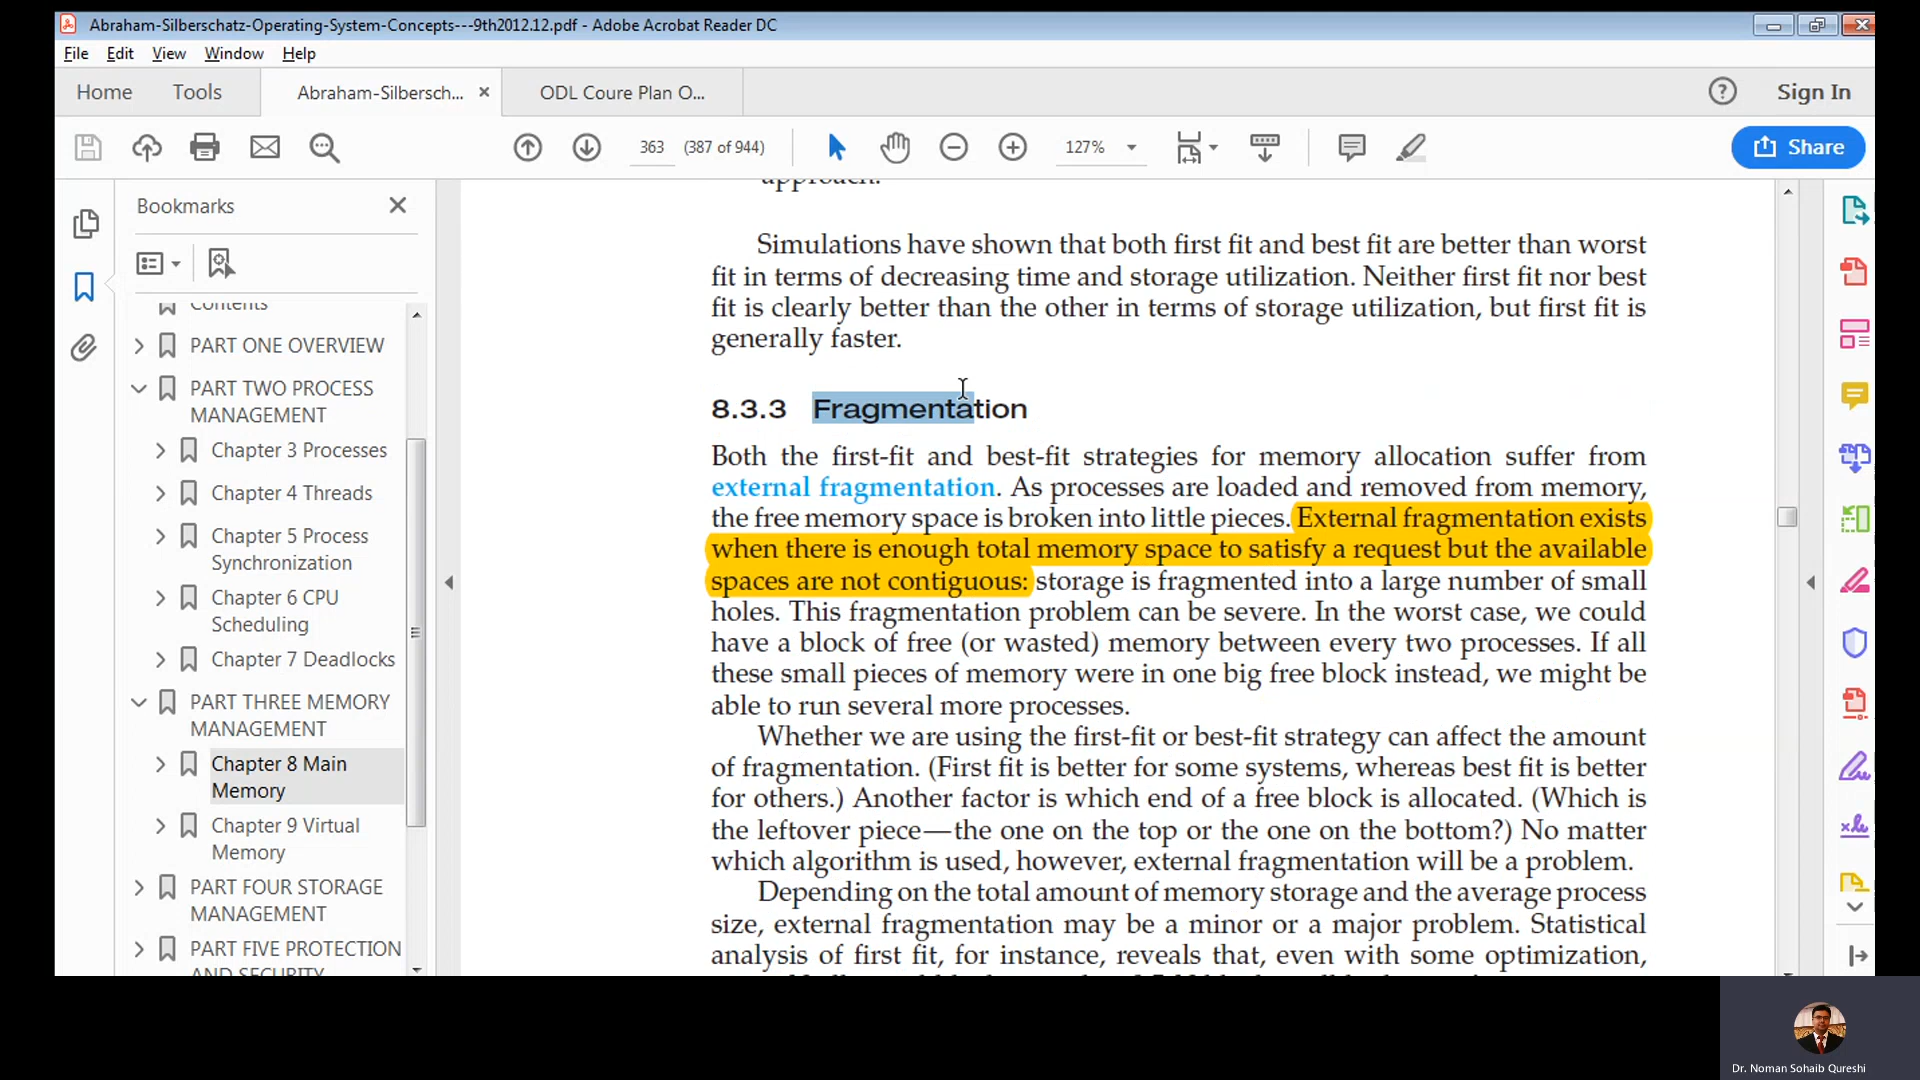 Abraham-Silberschatz-Operating-System-Concepts---9th2012.12.pdf - Adobe Acrobat Reader DC
File Edit View Window Help
Home Tools Abraham-Silbersch... ODL Coure Plan O... Sign In
363 (387 of 944) 127% Share
Bookmarks
Contents
PART ONE OVERVIEW
PART TWO PROCESS
MANAGEMENT
Chapter 3 Processes
Chapter 4 Threads
Chapter 5 Process
Synchronization
Chapter 6 CPU
Scheduling
Chapter 7 Deadlocks
PART THREE MEMORY
MANAGEMENT
Chapter 8 Main
Memory
Chapter 9 Virtual
Memory
PART FOUR STORAGE
MANAGEMENT
PART FIVE PROTECTION
AND SECURITY
approach.
Simulations have shown that both first fit and best fit are better than worst
fit in terms of decreasing time and storage utilization. Neither first fit nor best
fit is clearly better than the other in terms of storage utilization, but first fit is
generally faster.
8.3.3 Fragmentation
Both the first-fit and best-fit strategies for memory allocation suffer from
external fragmentation. As processes are loaded and removed from memory,
the free memory space is broken into little pieces. External fragmentation exists
when there is enough total memory space to satisfy a request but the available
spaces are not contiguous: storage is fragmented into a large number of small
holes. This fragmentation problem can be severe. In the worst case, we could
have a block of free (or wasted) memory between every two processes. If all
these small pieces of memory were in one big free block instead, we might be
able to run several more processes.
Whether we are using the first-fit or best-fit strategy can affect the amount
of fragmentation. (First fit is better for some systems, whereas best fit is better
for others.) Another factor is which end of a free block is allocated. (Which is
the leftover piece—the one on the top or the one on the bottom?) No matter
which algorithm is used, however, external fragmentation will be a problem.
Depending on the total amount of memory storage and the average process
size, external fragmentation may be a minor or a major problem. Statistical
analysis of first fit, for instance, reveals that, even with some optimization,
Dr. Noman Sohaib Qureshi